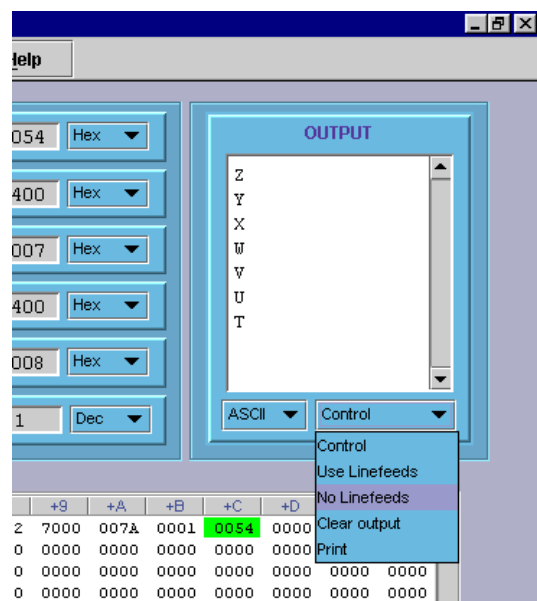 Help
054 Hex
400 Hex
007 Hex
400 Hex
008 Hex
1 Dec
OUTPUT
Z
Y
X
W
V
U
T
ASCII Control
Control
Use Linefeeds
No Linefeeds
Clear output
Print
+9 +A +B +C +D
2 7000 007A 0001 0054 0000
0 0000 0000 0000 0000 0000 0000 0000
0 0000 0000 0000 0000 0000 0000 0000
0 0000 0000 0000 0000 0000 0000 0000